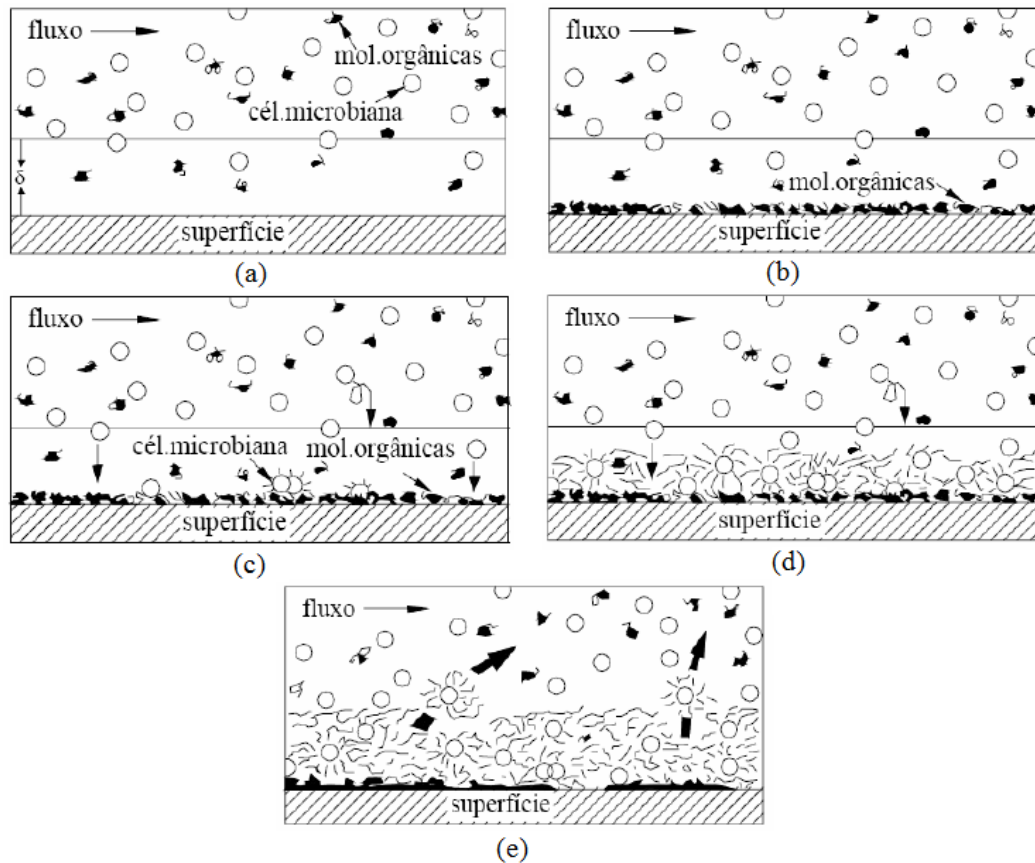 fluxo
mol.orgânicas
cél.microbiana
δ
superfície
(a)
fluxo
mol.orgânicas
superfície
(b)
fluxo
cél.microbiana
mol.orgânicas
superfície
(c)
fluxo
superfície
(d)
fluxo
superfície
(e)